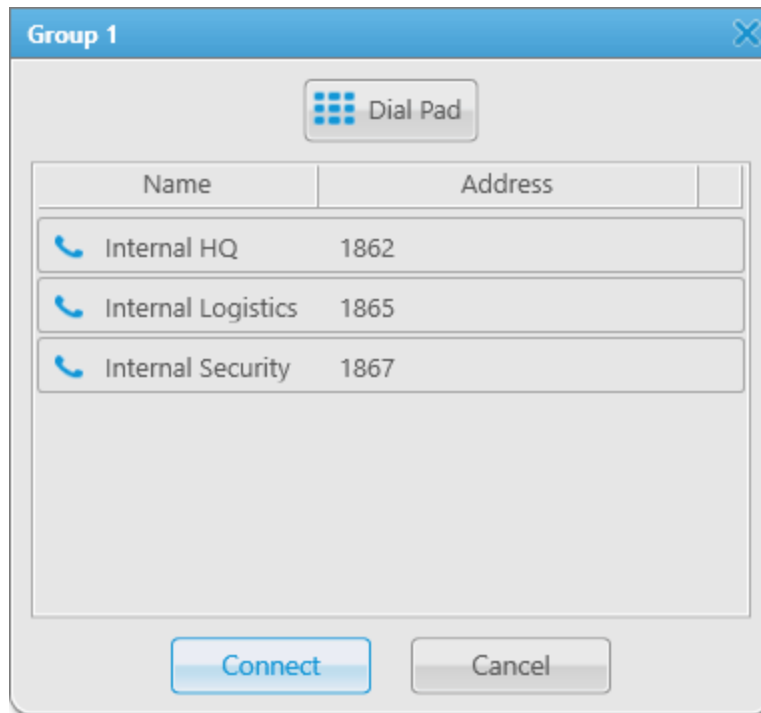 Group 1
Dial Pad
Name Address
Internal HQ 1862
Internal Logistics 1865
Internal Security 1867
Connect Cancel